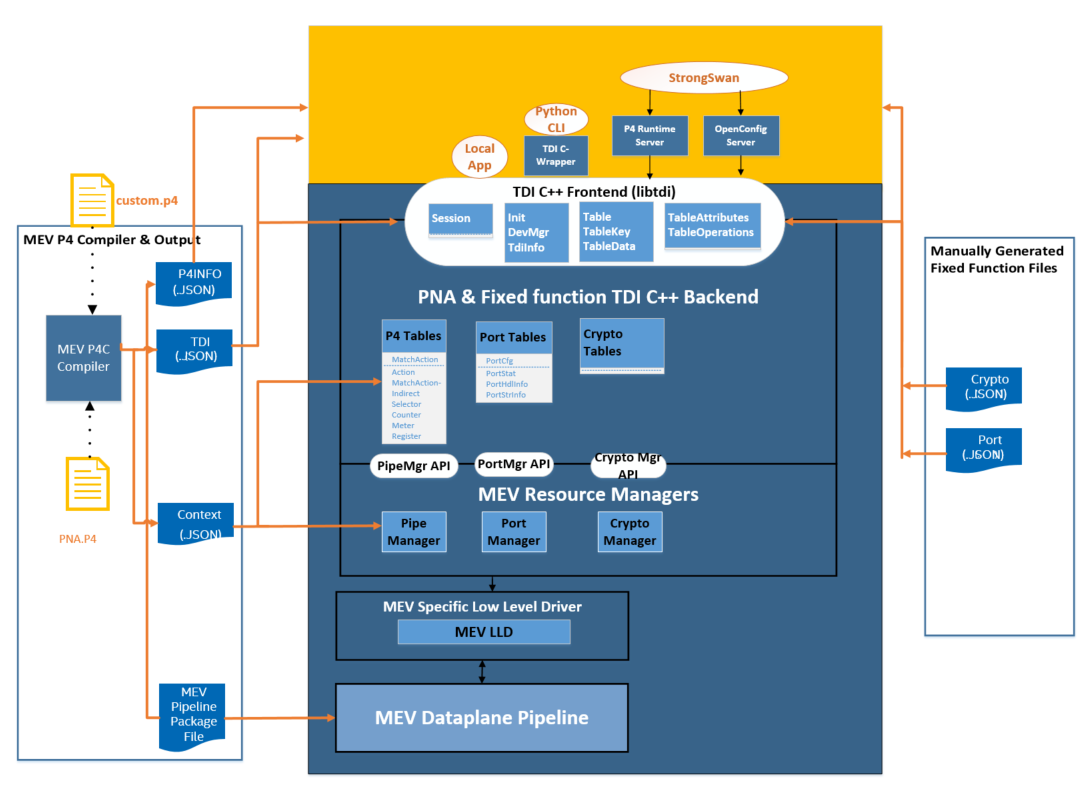 StrongSwan
Python
CLI
P4 Runtime
Server
OpenConfig
Server
Local
App
TDI C-
Wrapper
custom.p4
TDI C++ Frontend (libtdi)
Session
Init
DevMgr
TdiInfo
Table
TableKey
TableData
TableAttributes
TableOperations
MEV P4 Compiler & Output
P4INFO
(.JSON)
TDI
(.JSON)
MEV P4C
Compiler
PNA.P4
Context
(.JSON)
MEV
Pipeline
Package
File
PNA & Fixed function TDI C++ Backend
P4 Tables
MatchAction
Action
MatchAction-
Indirect
Selector
Counter
Meter
Register
Port Tables
PortCfg
PortStat
PortHdlInfo
PortStrInfo
Crypto
Tables
PipeMgr API
PortMgr API
Crypto Mgr
API
MEV Resource Managers
Pipe
Manager
Port
Manager
Crypto
Manager
MEV Specific Low Level Driver
MEV LLD
MEV Dataplane Pipeline
Manually Generated
Fixed Function Files
Crypto
(.JSON)
Port
(.JSON)